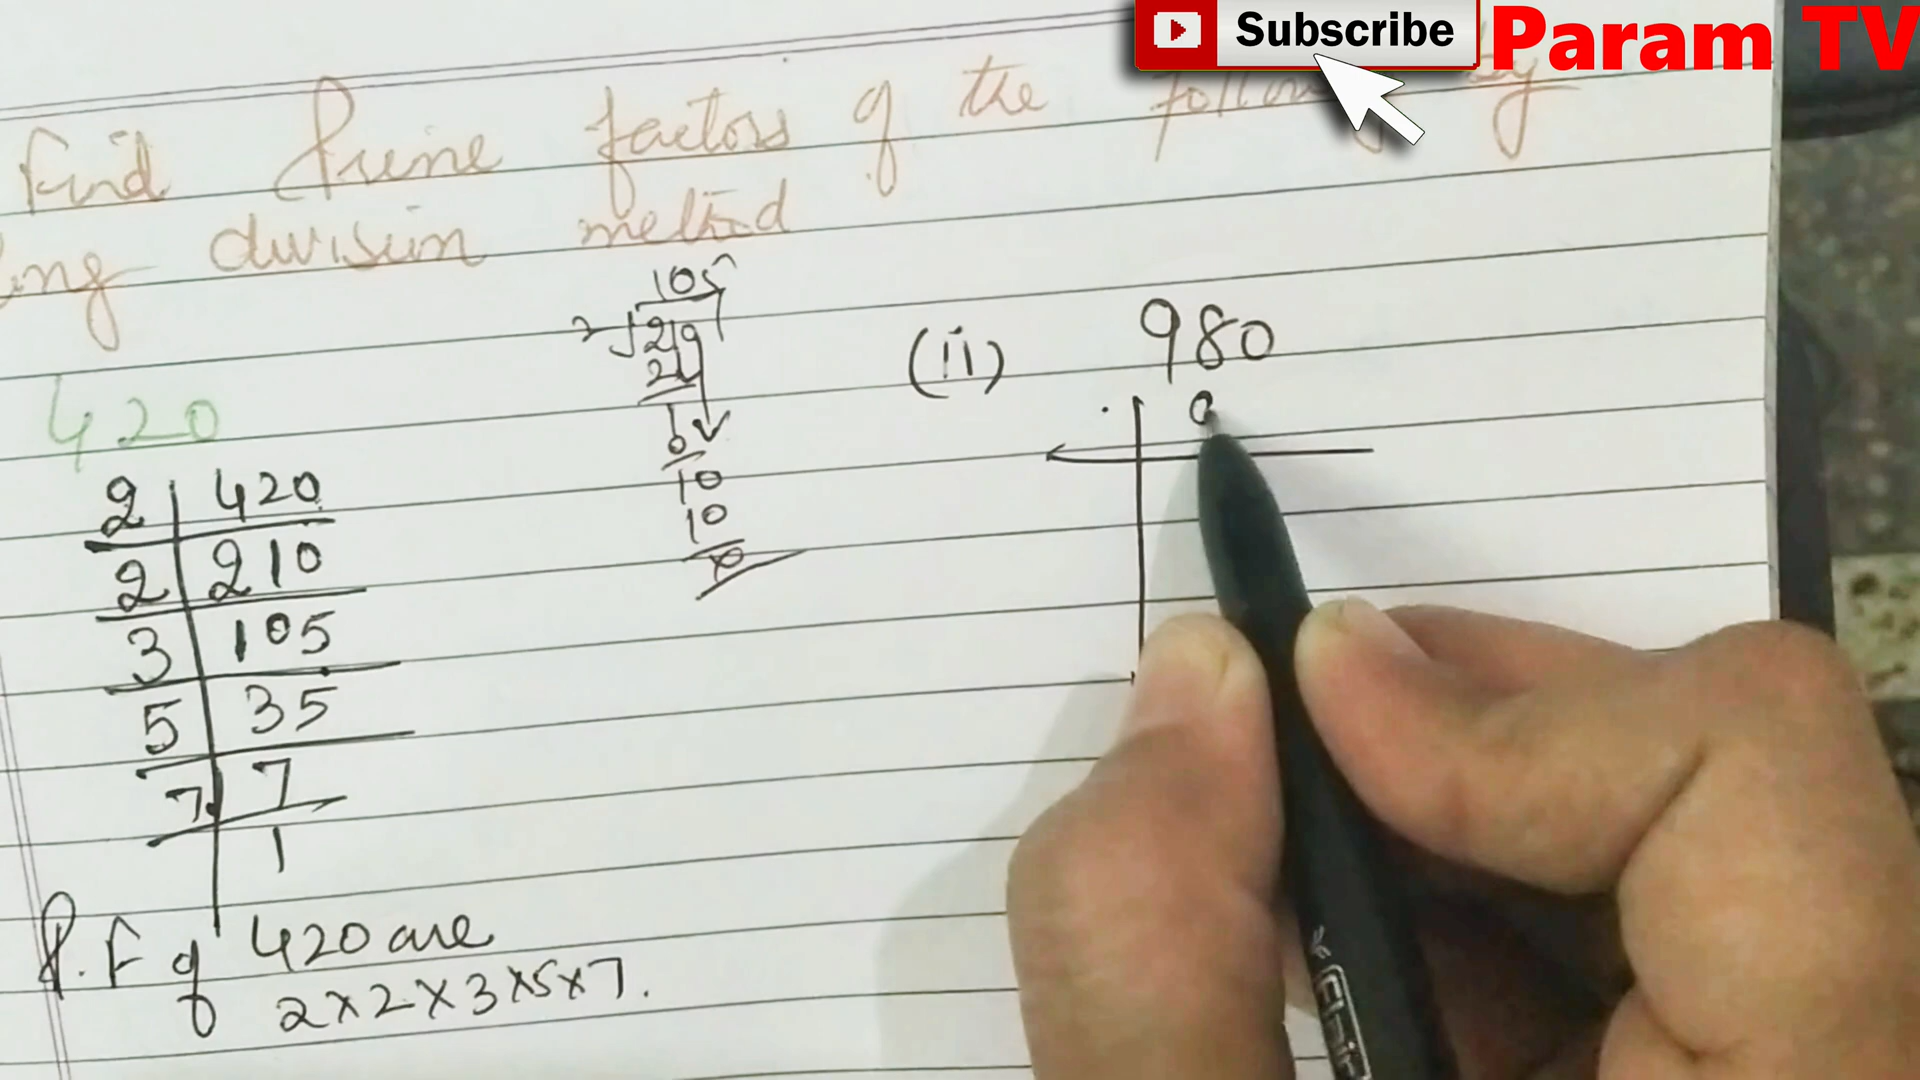 Subscribe Param TV
Find Prime factors of the following by
division method
420
2 | 420
2 | 210
3 | 105
5 | 35
7 | 7
1
P.F of 420 are
2×2×3×5×7.
105
2 210
2
0
10
10
(ii) 980